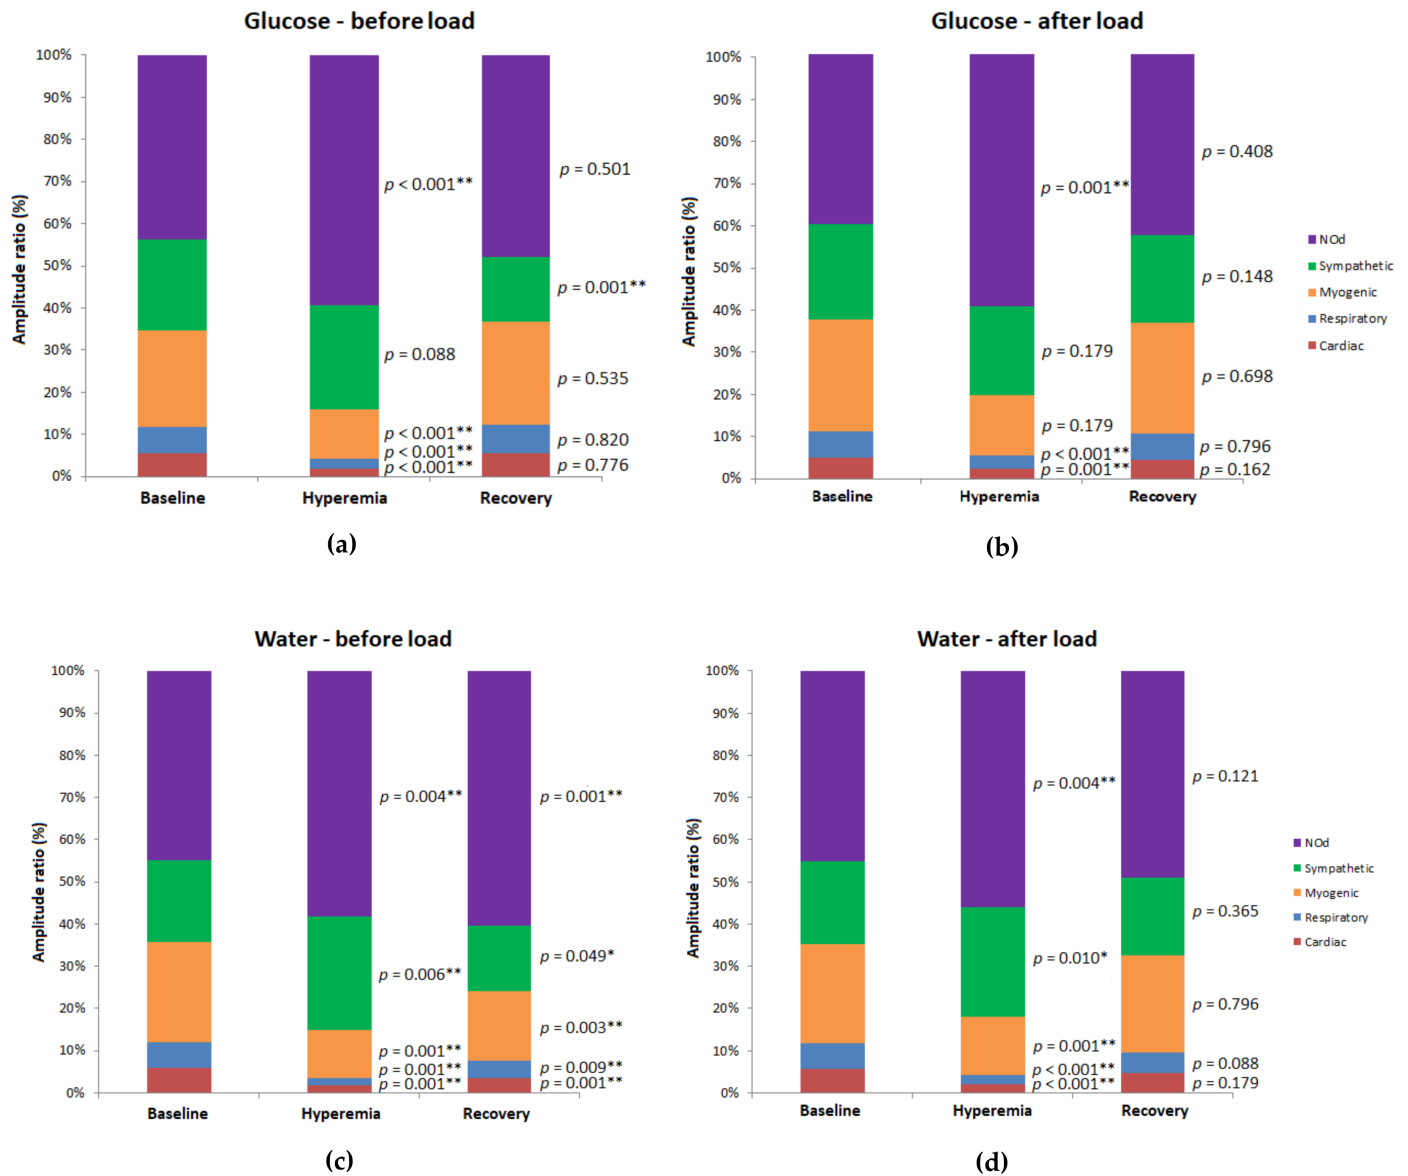 Glucose - before load
100%
90%
80%
70%
60%
50%
40%
30%
20%
10%
0%
Amplitude ratio (%)
p < 0.001**
p = 0.088
p < 0.001**
p < 0.001**
p < 0.001**
p = 0.501
p = 0.001**
p = 0.535
p = 0.820
p = 0.776
Baseline
Hyperemia
Recovery
(a)
Glucose - after load
100%
90%
80%
70%
60%
50%
40%
30%
20%
10%
0%
Amplitude ratio (%)
p = 0.001**
p = 0.179
p = 0.179
p < 0.001**
p = 0.001**
p = 0.408
p = 0.148
p = 0.698
p = 0.796
p = 0.162
Baseline
Hyperemia
Recovery
NOd
Sympathetic
Myogenic
Respiratory
Cardiac
(b)
Water - before load
100%
90%
80%
70%
60%
50%
40%
30%
20%
10%
0%
Amplitude ratio (%)
p = 0.004**
p = 0.006**
p = 0.001**
p = 0.001**
p = 0.001**
p = 0.001**
p = 0.049*
p = 0.003**
p = 0.009**
p = 0.001**
Baseline
Hyperemia
Recovery
(c)
Water - after load
100%
90%
80%
70%
60%
50%
40%
30%
20%
10%
0%
Amplitude ratio (%)
p = 0.004**
p = 0.010*
p = 0.001**
p < 0.001**
p < 0.001**
p = 0.121
p = 0.365
p = 0.796
p = 0.088
p = 0.179
Baseline
Hyperemia
Recovery
NOd
Sympathetic
Myogenic
Respiratory
Cardiac
(d)